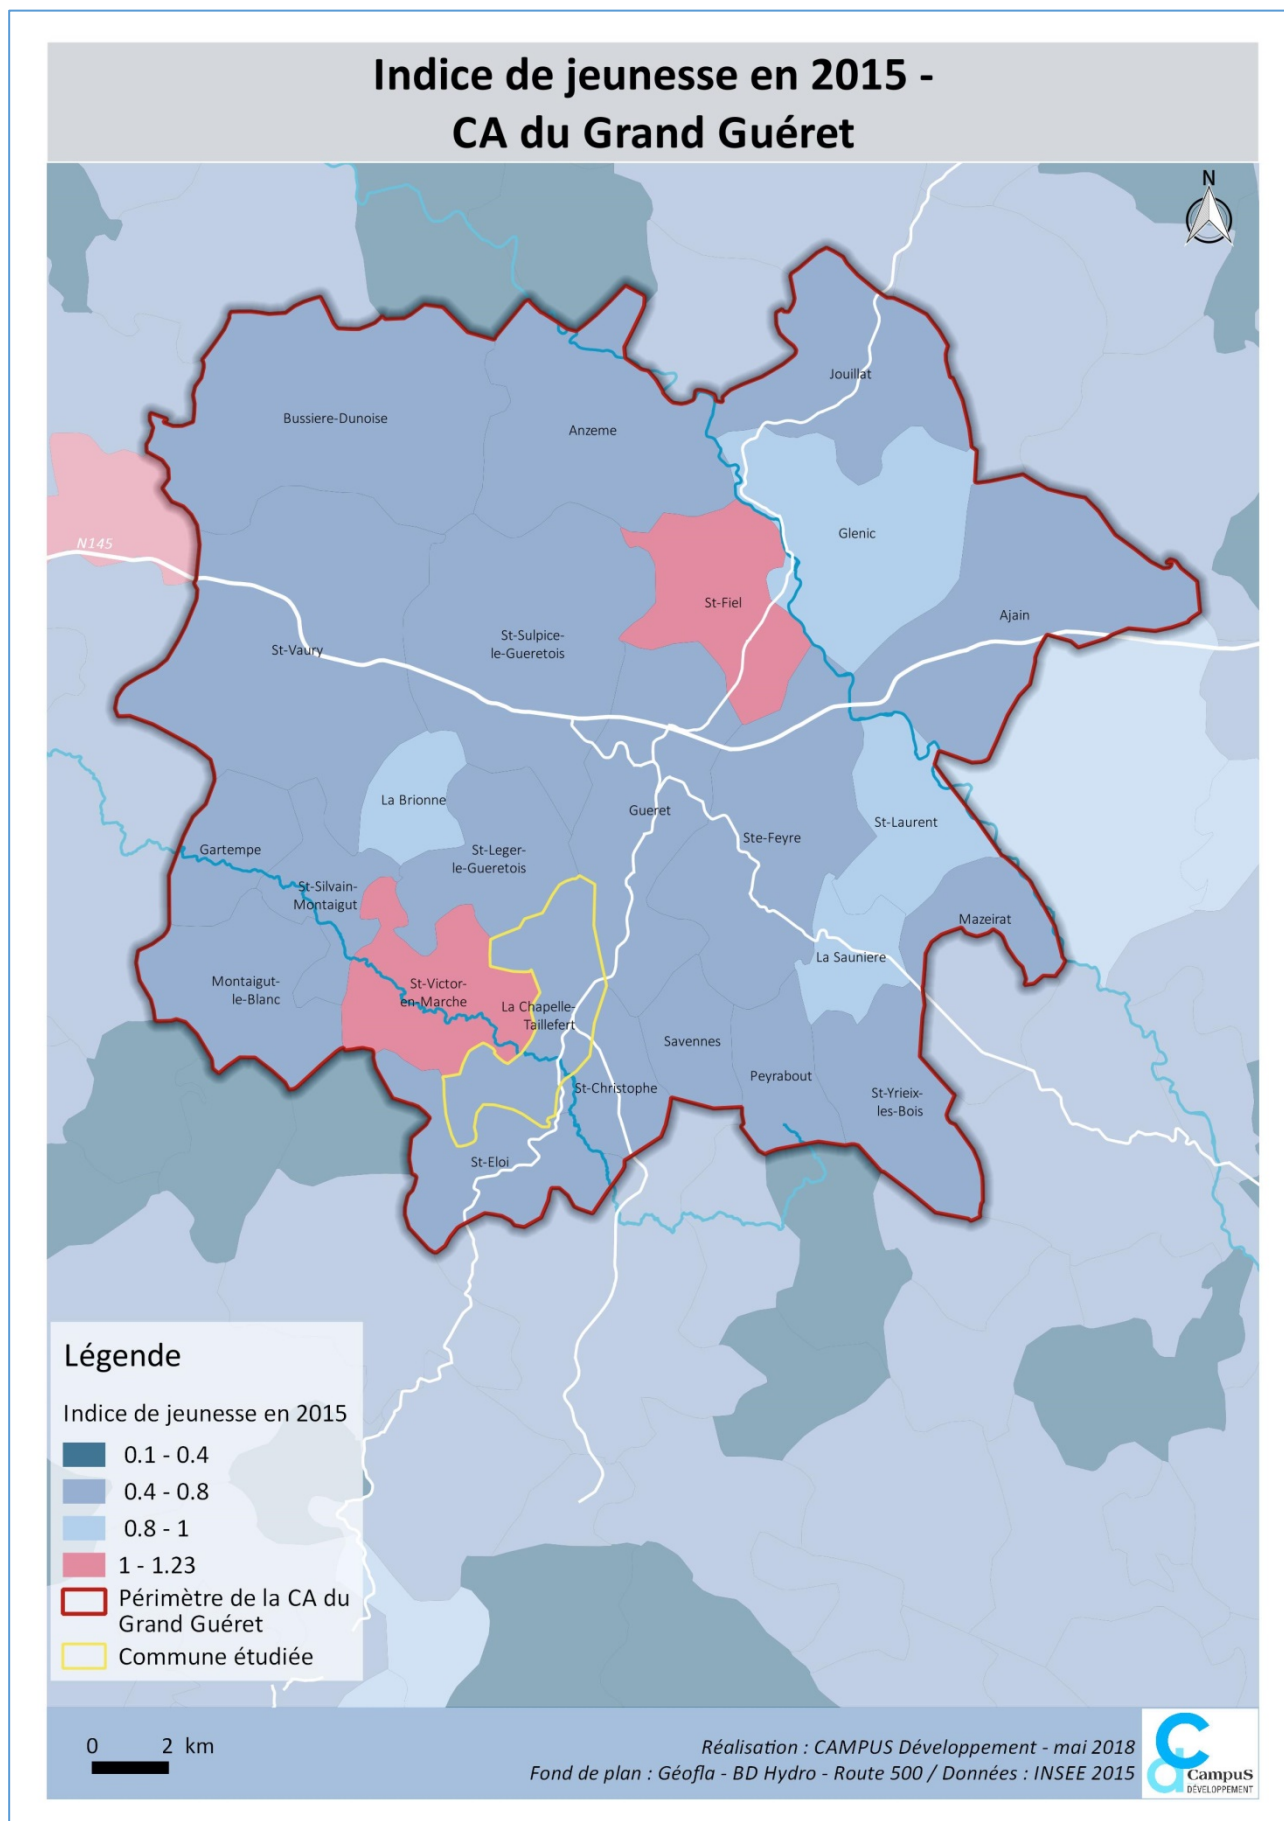 Indice de jeunesse en 2015 -
CA du Grand Guéret
N
Jouillat
Bussiere-Dunoise
Anzeme
Glenic
N145
St-Fiel
Ajain
St-Sulpice-
le-Gueretois
St-Vaury
La Brionne
Gueret
St-Laurent
Ste-Feyre
Gartempe
St-Leger-
le-Gueretois
St-Silvain-
Montaigut
Mazeirat
La Sauniere
Montaigut-
le-Blanc
St-Victor-
en-Marche
La Chapelle-
Taillefert
Savennes
Peyrabout
St-Christophe
St-Yrieix-
les-Bois
St-Eloi
Légende
Indice de jeunesse en 2015
0.1 - 0.4
0.4 - 0.8
0.8 - 1
1 - 1.23
Périmètre de la CA du
Grand Guéret
Commune étudiée
0 2 km
Réalisation : CAMPUS Développement - mai 2018
Fond de plan : Géofla - BD Hydro - Route 500 / Données : INSEE 2015
C
d
CampuS
DÉVELOPPEMENT